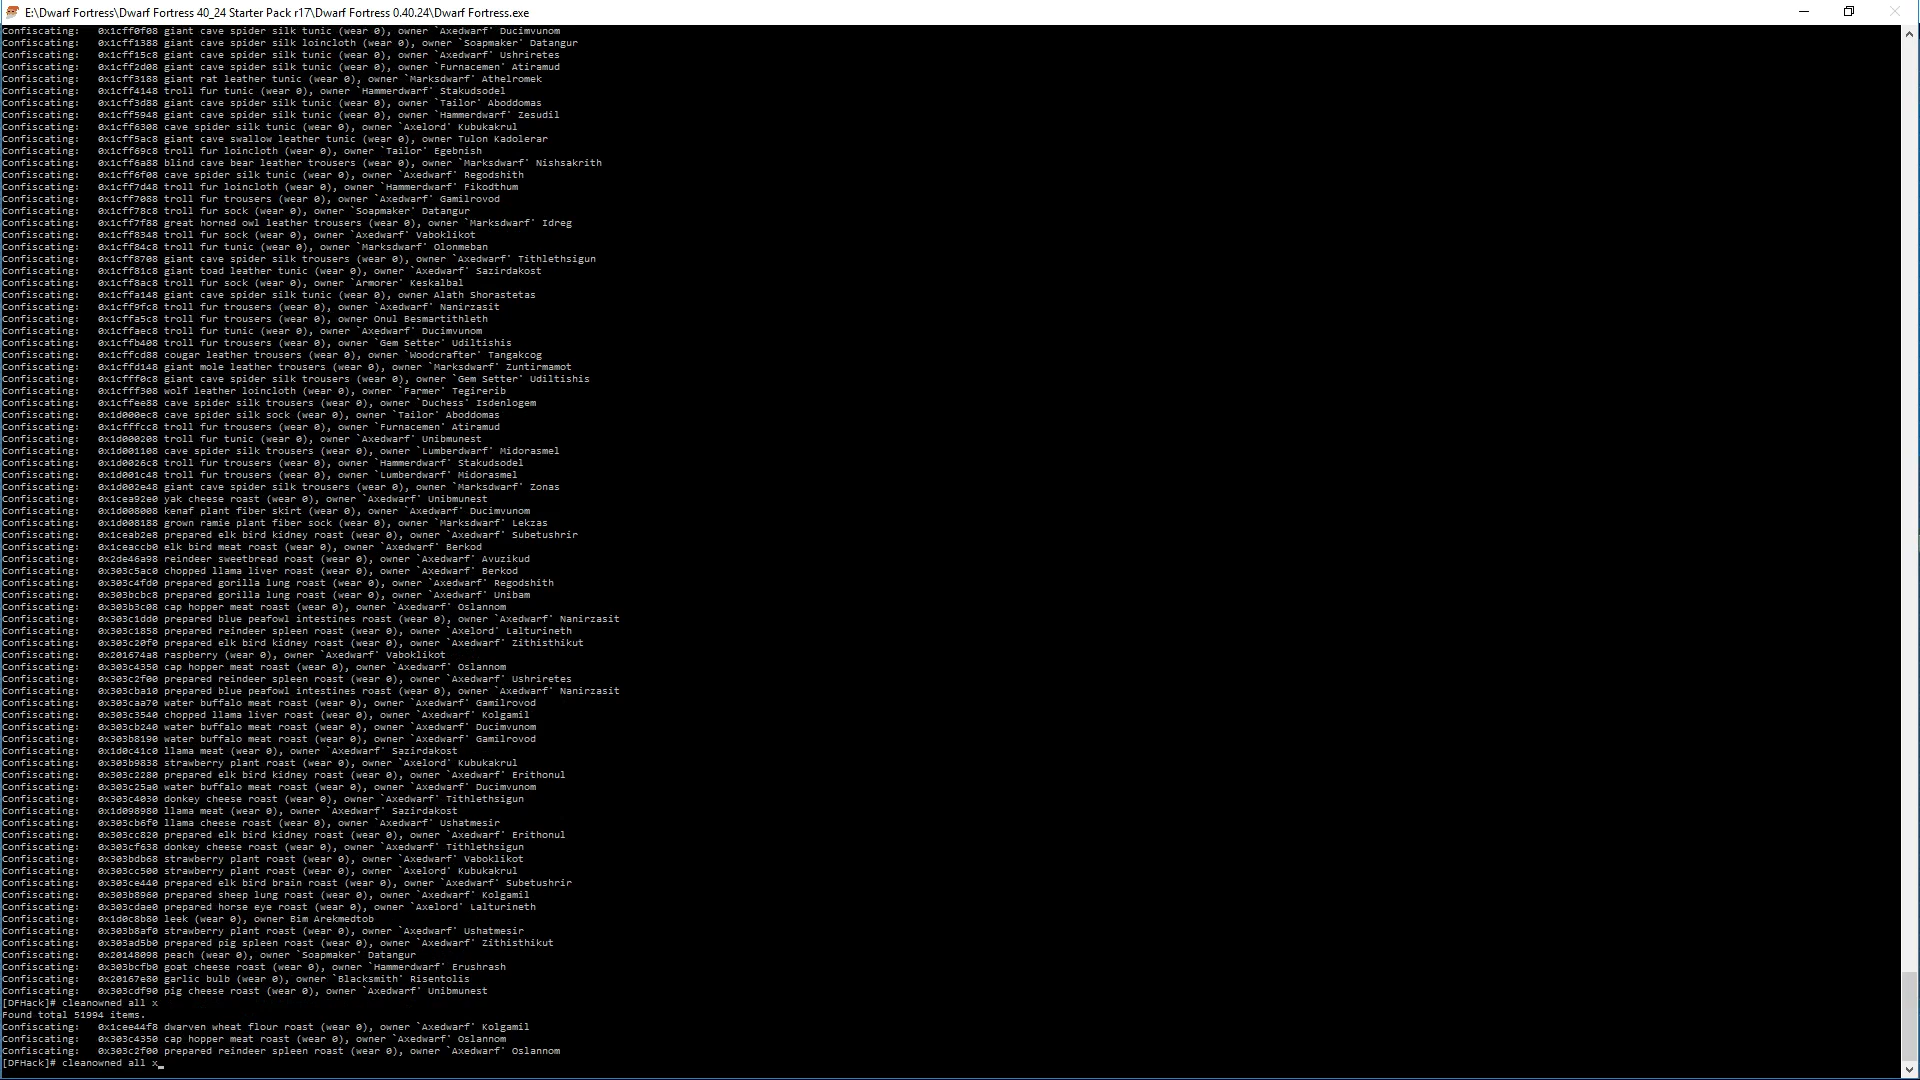 E:\Dwarf Fortress\Dwarf Fortress 40_24 Starter Pack r17\Dwarf Fortress 0.40.24\Dwarf Fortress.exe
Confiscating:   0x1cff0f08 giant cave spider silk tunic (wear 0), owner `Axedwarf' Ducimvunom
Confiscating:   0x1cff1388 giant cave spider silk loincloth (wear 0), owner `Soapmaker' Datangur
Confiscating:   0x1cff15c8 giant cave spider silk tunic (wear 0), owner `Axedwarf' Ushriretes
Confiscating:   0x1cff2d08 giant cave spider silk tunic (wear 0), owner `Furnacemen' Atiramud
Confiscating:   0x1cff3188 giant rat leather tunic (wear 0), owner `Marksdwarf' Athelromek
Confiscating:   0x1cff4148 troll fur tunic (wear 0), owner `Hammerdwarf' Stakudsodel
Confiscating:   0x1cff3d88 giant cave spider silk tunic (wear 0), owner `Tailor' Aboddomas
Confiscating:   0x1cff5948 giant cave spider silk tunic (wear 0), owner `Hammerdwarf' Zesudil
Confiscating:   0x1cff6308 cave spider silk tunic (wear 0), owner `Axelord' Kubukakrul
Confiscating:   0x1cff5ac8 giant cave swallow leather tunic (wear 0), owner Tulon Kadolerar
Confiscating:   0x1cff69c8 troll fur loincloth (wear 0), owner `Tailor' Egebnish
Confiscating:   0x1cff6a88 blind cave bear leather trousers (wear 0), owner `Marksdwarf' Nishsakrith
Confiscating:   0x1cff6f08 cave spider silk tunic (wear 0), owner `Axedwarf' Regodshith
Confiscating:   0x1cff7d48 troll fur loincloth (wear 0), owner `Hammerdwarf' Fikodthum
Confiscating:   0x1cff7088 troll fur trousers (wear 0), owner `Axedwarf' Gamilrovod
Confiscating:   0x1cff78c8 troll fur sock (wear 0), owner `Soapmaker' Datangur
Confiscating:   0x1cff7f88 great horned owl leather trousers (wear 0), owner `Marksdwarf' Idreg
Confiscating:   0x1cff8348 troll fur sock (wear 0), owner `Axedwarf' Vaboklikot
Confiscating:   0x1cff84c8 troll fur tunic (wear 0), owner `Marksdwarf' Olonmeban
Confiscating:   0x1cff8708 giant cave spider silk trousers (wear 0), owner `Axedwarf' Tithlethsigun
Confiscating:   0x1cff81c8 giant toad leather tunic (wear 0), owner `Axedwarf' Sazirdakost
Confiscating:   0x1cff8ac8 troll fur sock (wear 0), owner `Armorer' Keskalbal
Confiscating:   0x1cffa148 giant cave spider silk tunic (wear 0), owner Alath Shorastetas
Confiscating:   0x1cff9fc8 troll fur trousers (wear 0), owner `Axedwarf' Nanirzasit
Confiscating:   0x1cffa5c8 troll fur trousers (wear 0), owner Onul Besmartithleth
Confiscating:   0x1cffaec8 troll fur tunic (wear 0), owner `Axedwarf' Ducimvunom
Confiscating:   0x1cffb408 troll fur trousers (wear 0), owner `Gem Setter' Udiltishis
Confiscating:   0x1cffcd88 cougar leather trousers (wear 0), owner `Woodcrafter' Tangakcog
Confiscating:   0x1cffd148 giant mole leather trousers (wear 0), owner `Marksdwarf' Zuntirmamot
Confiscating:   0x1cfff0c8 giant cave spider silk trousers (wear 0), owner `Gem Setter' Udiltishis
Confiscating:   0x1cfff308 wolf leather loincloth (wear 0), owner `Farmer' Tegirerib
Confiscating:   0x1cffee88 cave spider silk trousers (wear 0), owner `Duchess' Isdenlogem
Confiscating:   0x1d000ec8 cave spider silk sock (wear 0), owner `Tailor' Aboddomas
Confiscating:   0x1cfffcc8 troll fur trousers (wear 0), owner `Furnacemen' Atiramud
Confiscating:   0x1d000208 troll fur tunic (wear 0), owner `Axedwarf' Unibmunest
Confiscating:   0x1d001108 cave spider silk trousers (wear 0), owner `Lumberdwarf' Midorasmel
Confiscating:   0x1d0026c8 troll fur trousers (wear 0), owner `Hammerdwarf' Stakudsodel
Confiscating:   0x1d001c48 troll fur trousers (wear 0), owner `Lumberdwarf' Midorasmel
Confiscating:   0x1d002e48 giant cave spider silk trousers (wear 0), owner `Marksdwarf' Zonas
Confiscating:   0x1cea92e0 yak cheese roast (wear 0), owner `Axedwarf' Unibmunest
Confiscating:   0x1d008008 kenaf plant fiber skirt (wear 0), owner `Axedwarf' Ducimvunom
Confiscating:   0x1d008188 grown ramie plant fiber sock (wear 0), owner `Marksdwarf' Lekzas
Confiscating:   0x1ceab2e8 prepared elk bird kidney roast (wear 0), owner `Axedwarf' Subetushrir
Confiscating:   0x1ceaccb0 elk bird meat roast (wear 0), owner `Axedwarf' Berkod
Confiscating:   0x2de46a98 reindeer sweetbread roast (wear 0), owner `Axedwarf' Avuzikud
Confiscating:   0x303c5ac0 chopped llama liver roast (wear 0), owner `Axedwarf' Berkod
Confiscating:   0x303c4fd0 prepared gorilla lung roast (wear 0), owner `Axedwarf' Regodshith
Confiscating:   0x303bcbc8 prepared gorilla lung roast (wear 0), owner `Axedwarf' Unibam
Confiscating:   0x303b3c08 cap hopper meat roast (wear 0), owner `Axedwarf' Oslannom
Confiscating:   0x303c1dd0 prepared blue peafowl intestines roast (wear 0), owner `Axedwarf' Nanirzasit
Confiscating:   0x303c1858 prepared reindeer spleen roast (wear 0), owner `Axelord' Lalturineth
Confiscating:   0x303c20f0 prepared elk bird kidney roast (wear 0), owner `Axedwarf' Zithisthikut
Confiscating:   0x201674a8 raspberry (wear 0), owner `Axedwarf' Vaboklikot
Confiscating:   0x303c4350 cap hopper meat roast (wear 0), owner `Axedwarf' Oslannom
Confiscating:   0x303c2f00 prepared reindeer spleen roast (wear 0), owner `Axedwarf' Ushriretes
Confiscating:   0x303cba10 prepared blue peafowl intestines roast (wear 0), owner `Axedwarf' Nanirzasit
Confiscating:   0x303caa70 water buffalo meat roast (wear 0), owner `Axedwarf' Gamilrovod
Confiscating:   0x303c3540 chopped llama liver roast (wear 0), owner `Axedwarf' Kolgamil
Confiscating:   0x303cb240 water buffalo meat roast (wear 0), owner `Axedwarf' Ducimvunom
Confiscating:   0x303b8190 water buffalo meat roast (wear 0), owner `Axedwarf' Gamilrovod
Confiscating:   0x1d0c41c0 llama meat (wear 0), owner `Axedwarf' Sazirdakost
Confiscating:   0x303b9838 strawberry plant roast (wear 0), owner `Axelord' Kubukakrul
Confiscating:   0x303c2280 prepared elk bird kidney roast (wear 0), owner `Axedwarf' Erithonul
Confiscating:   0x303c25a0 water buffalo meat roast (wear 0), owner `Axedwarf' Ducimvunom
Confiscating:   0x303c4030 donkey cheese roast (wear 0), owner `Axedwarf' Tithlethsigun
Confiscating:   0x1d098980 llama meat (wear 0), owner `Axedwarf' Sazirdakost
Confiscating:   0x303cb6f0 llama cheese roast (wear 0), owner `Axedwarf' Ushatmesir
Confiscating:   0x303cc820 prepared elk bird kidney roast (wear 0), owner `Axedwarf' Erithonul
Confiscating:   0x303cf638 donkey cheese roast (wear 0), owner `Axedwarf' Tithlethsigun
Confiscating:   0x303bdb68 strawberry plant roast (wear 0), owner `Axedwarf' Vaboklikot
Confiscating:   0x303cc500 strawberry plant roast (wear 0), owner `Axelord' Kubukakrul
Confiscating:   0x303ce440 prepared elk bird brain roast (wear 0), owner `Axedwarf' Subetushrir
Confiscating:   0x303b8960 prepared sheep lung roast (wear 0), owner `Axedwarf' Kolgamil
Confiscating:   0x303cdae0 prepared horse eye roast (wear 0), owner `Axelord' Lalturineth
Confiscating:   0x1d0c8b80 leek (wear 0), owner Bim Arekmedtob
Confiscating:   0x303b8af0 strawberry plant roast (wear 0), owner `Axedwarf' Ushatmesir
Confiscating:   0x303ad5b0 prepared pig spleen roast (wear 0), owner `Axedwarf' Zithisthikut
Confiscating:   0x20148098 peach (wear 0), owner `Soapmaker' Datangur
Confiscating:   0x303bcfb0 goat cheese roast (wear 0), owner `Hammerdwarf' Erushrash
Confiscating:   0x20167e80 garlic bulb (wear 0), owner `Blacksmith' Risentolis
Confiscating:   0x303cdf90 pig cheese roast (wear 0), owner `Axedwarf' Unibmunest
[DFHack]# cleanowned all x
Found total 51994 items.
Confiscating:   0x1cee44f8 dwarven wheat flour roast (wear 0), owner `Axedwarf' Kolgamil
Confiscating:   0x303c4350 cap hopper meat roast (wear 0), owner `Axedwarf' Oslannom
Confiscating:   0x303c2f00 prepared reindeer spleen roast (wear 0), owner `Axedwarf' Oslannom
[DFHack]# cleanowned all x_